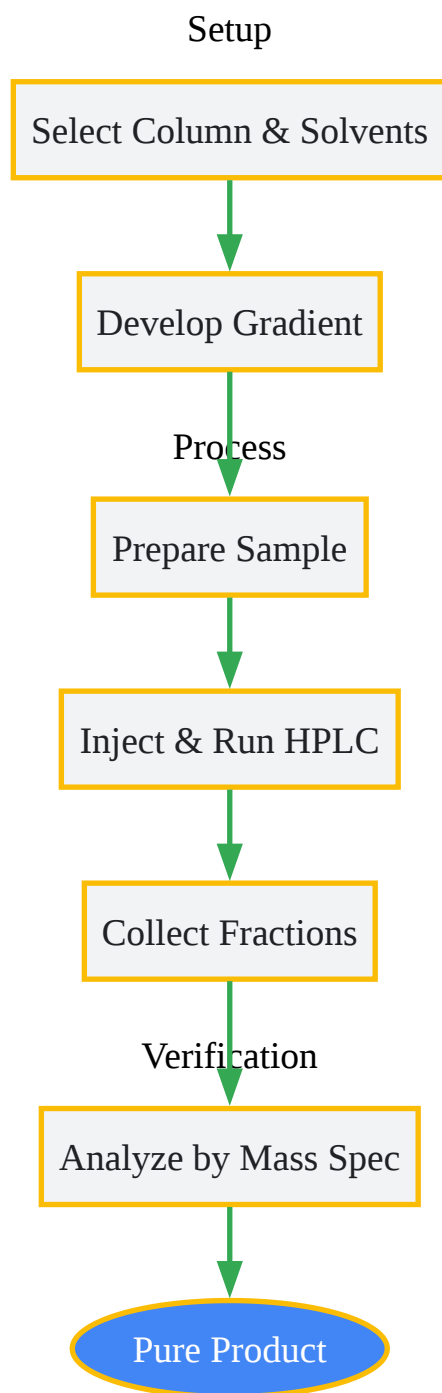 Setup
Select Column & Solvents
Develop Gradient
Process
Prepare Sample
Inject & Run HPLC
Collect Fractions
Verification
Analyze by Mass Spec
Pure Product